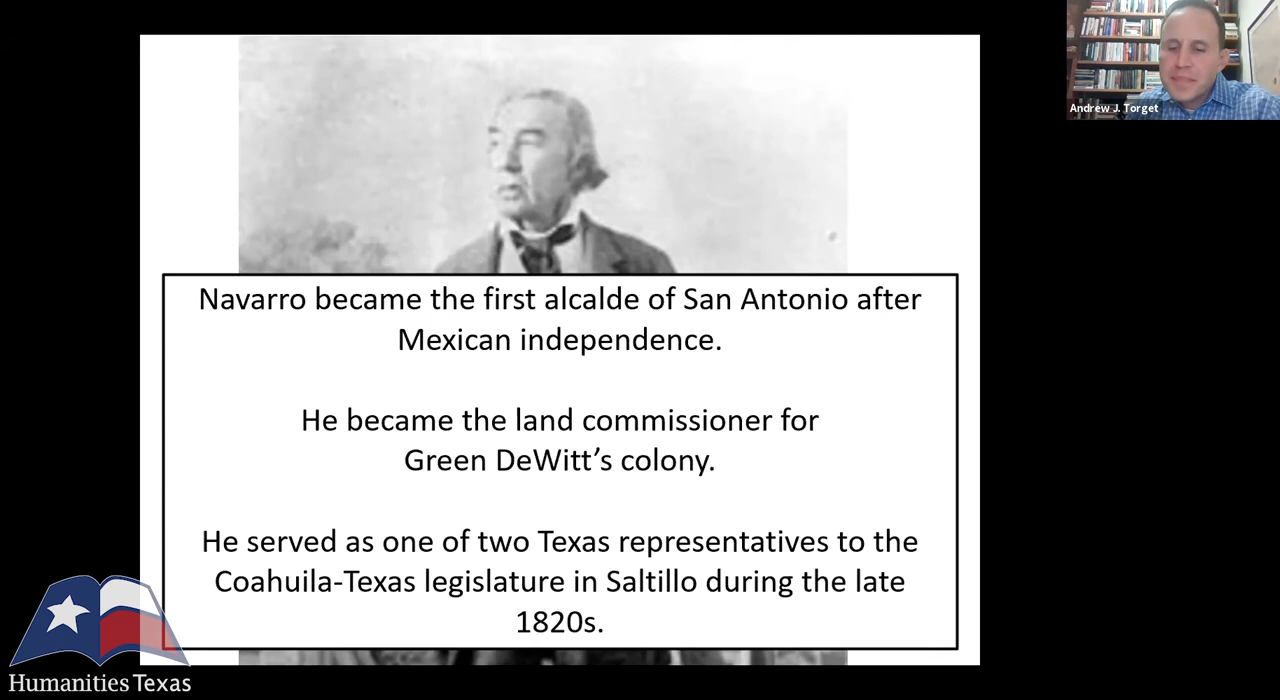 Andrew J. Torget
Navarro became the first alcalde of San Antonio after
Mexican independence.
He became the land commissioner for
Green DeWitt’s colony.
He served as one of two Texas representatives to the
Coahuila-Texas legislature in Saltillo during the late
1820s.
Humanities Texas